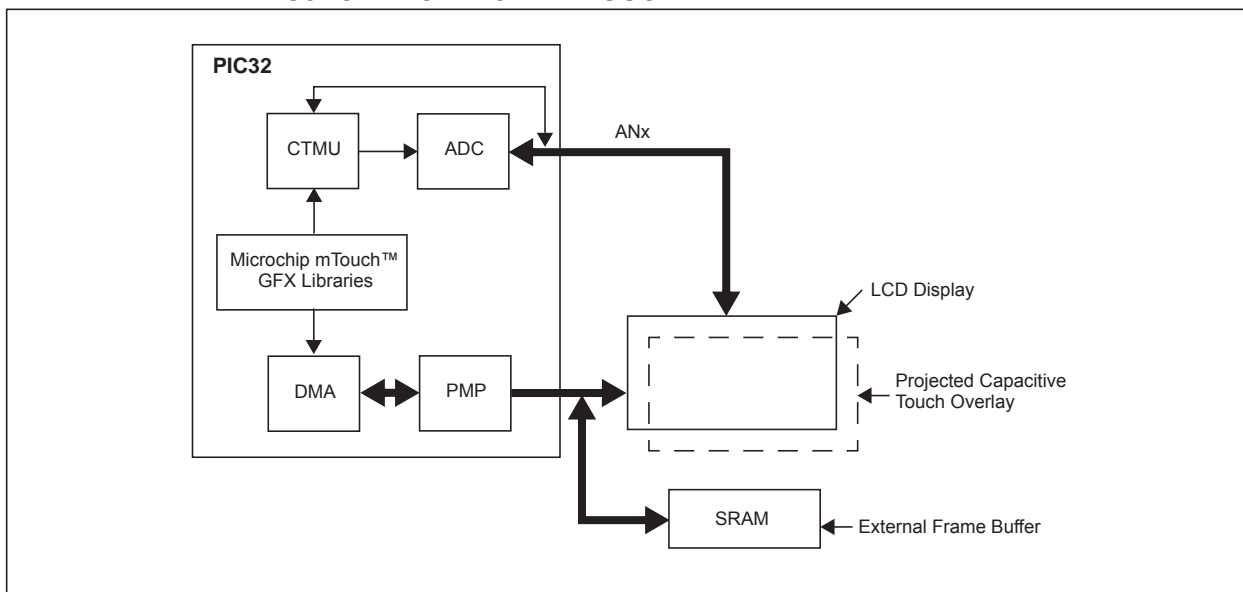 PIC32
CTMU
ADC
ANx
Microchip mTouch™
GFX Libraries
LCD Display
DMA
PMP
Projected Capacitive
Touch Overlay
SRAM
External Frame Buffer